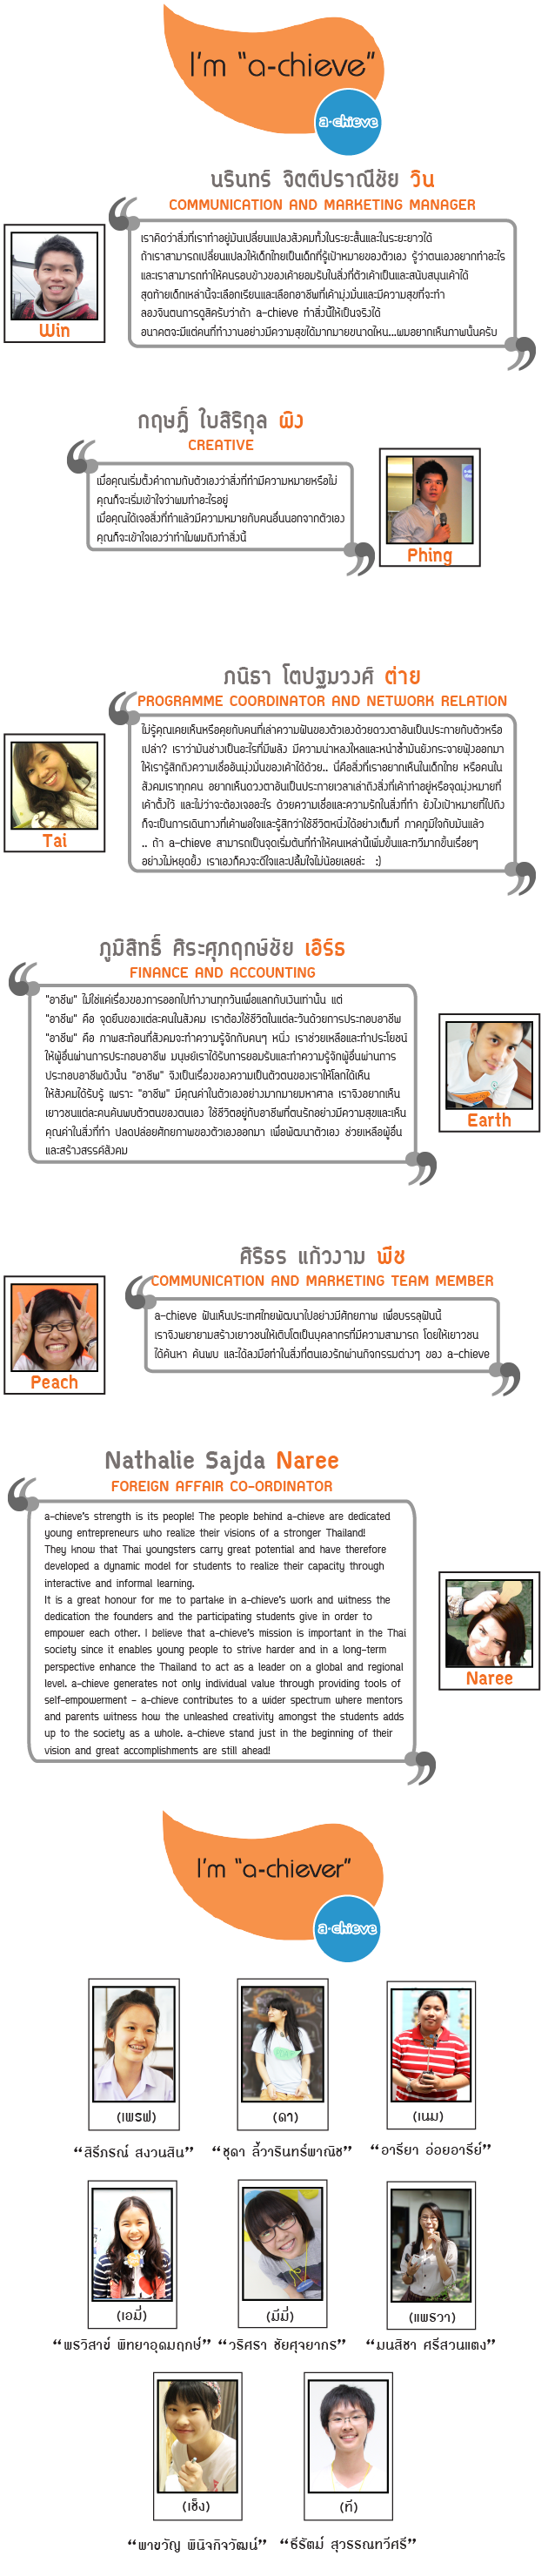 I'm "a-chieve"
a-chieve
นรินทร์ จิตต์ปราณีชัย วิน
COMMUNICATION AND MARKETING MANAGER
เราคิดว่าสิ่งที่เราทำอยู่มันเปลี่ยนแปลงสังคมทั้งในระยะสั้นและในระยะยาวได้
ถ้าเราสามารถเปลี่ยนแปลงให้เด็กไทยเป็นเด็กที่รู้เป้าหมายของตัวเอง รู้ว่าตนเองอยากทำอะไร
และเราสามารถทำให้คนรอบข้างของเค้ายอมรับในสิ่งที่ตัวเค้าเป็นและสนับสนุนเค้าได้
สุดท้ายเด็กเหล่านี้จะเลือกเรียนและเลือกอาชีพที่เค้ามุ่งมั่นและมีความสุขที่จะทำ
ลองจินตนการดูสิครับว่าถ้า a-chieve ทำสิ่งนี้ให้เป็นจริงได้
อนาคตจะมีแต่คนที่ทำงานอย่างมีความสุขได้มากมายขนาดไหน...ผมอยากเห็นภาพนั้นครับ
Win
กฤษฎิ์ ใบสิริกุล ผิง
CREATIVE
เมื่อคุณเริ่มตั้งคำถามกับตัวเองว่าสิ่งที่ทำมีความหมายหรือไม่
คุณก็จะเริ่มเข้าใจว่าผมทำอะไรอยู่
เมื่อคุณได้เจอสิ่งที่ทำแล้วมีความหมายกับคนอื่นนอกจากตัวเอง
คุณก็จะเข้าใจเองว่าทำไมผมถึงทำสิ่งนี้
Phing
ภนิธา โตปฐมวงศ์ ต่าย
PROGRAMME COORDINATOR AND NETWORK RELATION
ไม่รู้คุณเคยเห็นหรือคุยกับคนที่เล่าความฝันของตัวเองด้วยดวงตาอันเป็นประกายกับตัวหรือ
เปล่า? เราว่ามันช่างเป็นอะไรที่มีพลัง มีความน่าหลงใหลและหนำซ้ำมันยังกระจายฟุ้งออกมา
ให้เรารู้สึกถึงความเชื่ออันมุ่งมั่นของเค้าได้ด้วย.. นี่คือสิ่งที่เราอยากเห็นในเด็กไทย หรือคนใน
สังคมเราทุกคน อยากเห็นดวงตาอันเป็นประกายเวลาเล่าถึงสิ่งที่เค้าทำอยู่หรือจุดมุ่งหมายที่
เค้าตั้งไว้ และไม่ว่าจะต้องเจออะไร ด้วยความเชื่อและความรักในสิ่งที่ทำ ยังไงเป้าหมายที่ไปถึง
ก็จะเป็นการเดินทางที่เค้าพอใจและรู้สึกว่าใช้ชีวิตหนึ่งได้อย่างเต็มที่ ภาคภูมิใจกับมันแล้ว
.. ถ้า a-chieve สามารถเป็นจุดเริ่มต้นที่ทำให้คนเหล่านี้เพิ่มขึ้นและทวีมากขึ้นเรื่อยๆ
อย่างไม่หยุดยั้ง เราเองก็คงจะดีใจและปลื้มใจไม่น้อยเลยล่ะ :)
Tai
ภูมิสิทธิ์ ศิระศุภฤกษ์ชัย เอิร์ธ
FINANCE AND ACCOUNTING
"อาชีพ" ไม่ใช่แค่เรื่องของการออกไปทำงานทุกวันเพื่อแลกกับเงินเท่านั้น แต่
"อาชีพ" คือ จุดยืนของแต่ละคนในสังคม เราต้องใช้ชีวิตในแต่ละวันด้วยการประกอบอาชีพ
"อาชีพ" คือ ภาพสะท้อนที่สังคมจะทำความรู้จักกับคนๆ หนึ่ง เราช่วยเหลือและทำประโยชน์
ให้ผู้อื่นผ่านการประกอบอาชีพ มนุษย์เราได้รับการยอมรับและทำความรู้จักผู้อื่นผ่านการ
ประกอบอาชีพดังนั้น "อาชีพ" จึงเป็นเรื่องของความเป็นตัวตนของเราให้โลกได้เห็น
ให้สังคมได้รับรู้ เพราะ "อาชีพ" มีคุณค่าในตัวเองอย่างมากมายมหาศาล เราจึงอยากเห็น
เยาวชนแต่ละคนค้นพบตัวตนของตนเอง ใช้ชีวิตอยู่กับอาชีพที่ตนรักอย่างมีความสุขและเห็น
คุณค่าในสิ่งที่ทำ ปลดปล่อยศักยภาพของตัวเองออกมา เพื่อพัฒนาตัวเอง ช่วยเหลือผู้อื่น
และสร้างสรรค์สังคม
Earth
ศิริธร แก้วงาม พีช
COMMUNICATION AND MARKETING TEAM MEMBER
a-chieve ฝันเห็นประเทศไทยพัฒนาไปอย่างมีศักยภาพ เพื่อบรรลุฝันนี้
เราจึงพยายามสร้างเยาวชนให้เติบโตเป็นบุคลากรที่มีความสามารถ โดยให้เยาวชน
ได้ค้นหา ค้นพบ และได้ลงมือทำในสิ่งที่ตนเองรักผ่านกิจกรรมต่างๆ ของ a-chieve
Peach
Nathalie Sajda Naree
FOREIGN AFFAIR CO-ORDINATOR
a-chieve's strength is its people! The people behind a-chieve are dedicated
young entrepreneurs who realize their visions of a stronger Thailand!
They know that Thai youngsters carry great potential and have therefore
developed a dynamic model for students to realize their capacity through
interactive and informal learning.
It is a great honour for me to partake in a-chieve's work and witness the
dedication the founders and the participating students give in order to
empower each other. I believe that a-chieve's mission is important in the Thai
society since it enables young people to strive harder and in a long-term
perspective enhance the Thailand to act as a leader on a global and regional
level. a-chieve generates not only individual value through providing tools of
self-empowerment - a-chieve contributes to a wider spectrum where mentors
and parents witness how the unleashed creativity amongst the students adds
up to the society as a whole. a-chieve stand just in the beginning of their
vision and great accomplishments are still ahead!
Naree
I'm "a-chiever"
a-chieve
(เพรฟ)
(ดา)
(เนม)
"สิรีภรณ์ สงวนสิน"
"ชุดา ลี้วารินทร์พาณิช"
"อารียา อ่อยอารีย์"
(เอมี่)
(มีมี่)
(แพรวา)
"พรวิสาข์ พิทยาอุดมฤกษ์"
"วริศรา ชัยศุจยากร"
"มนสิชา ศรีสวนแตง"
(เช็ง)
(ที)
"พาขวัญ พินิจกิจวัฒน์"
"ธีรัตม์ สุวรรณทวีศรี"